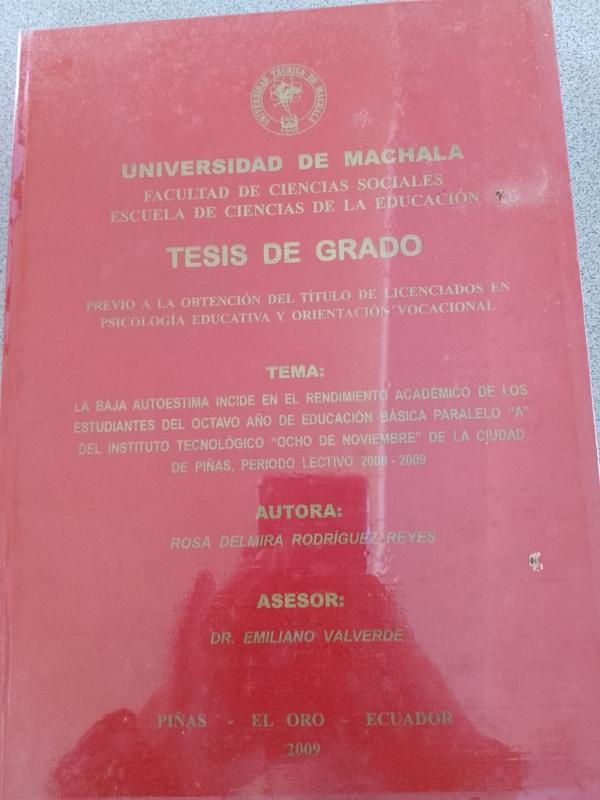 UNIVERSIDAD TECNICA DE MACHALA
UNIVERSIDAD DE MACHALA
FACULTAD DE CIENCIAS SOCIALES
ESCUELA DE CIENCIAS DE LA EDUCACIÓN
TESIS DE GRADO
PREVIO A LA OBTENCIÓN DEL TÍTULO DE LICENCIADOS EN
PSICOLOGÍA EDUCATIVA Y ORIENTACIÓN VOCACIONAL
TEMA:
LA BAJA AUTOESTIMA INCIDE EN EL RENDIMIENTO ACADÉMICO DE LOS
ESTUDIANTES DEL OCTAVO AÑO DE EDUCACIÓN BÁSICA PARALELO "A"
DEL INSTITUTO TECNOLÓGICO "OCHO DE NOVIEMBRE" DE LA CIUDAD
DE PIÑAS, PERIODO LECTIVO 2008 - 2009
AUTORA:
ROSA DELMIRA RODRÍGUEZ REYES
ASESOR:
DR. EMILIANO VALVERDE
PIÑAS - EL ORO - ECUADOR
2009